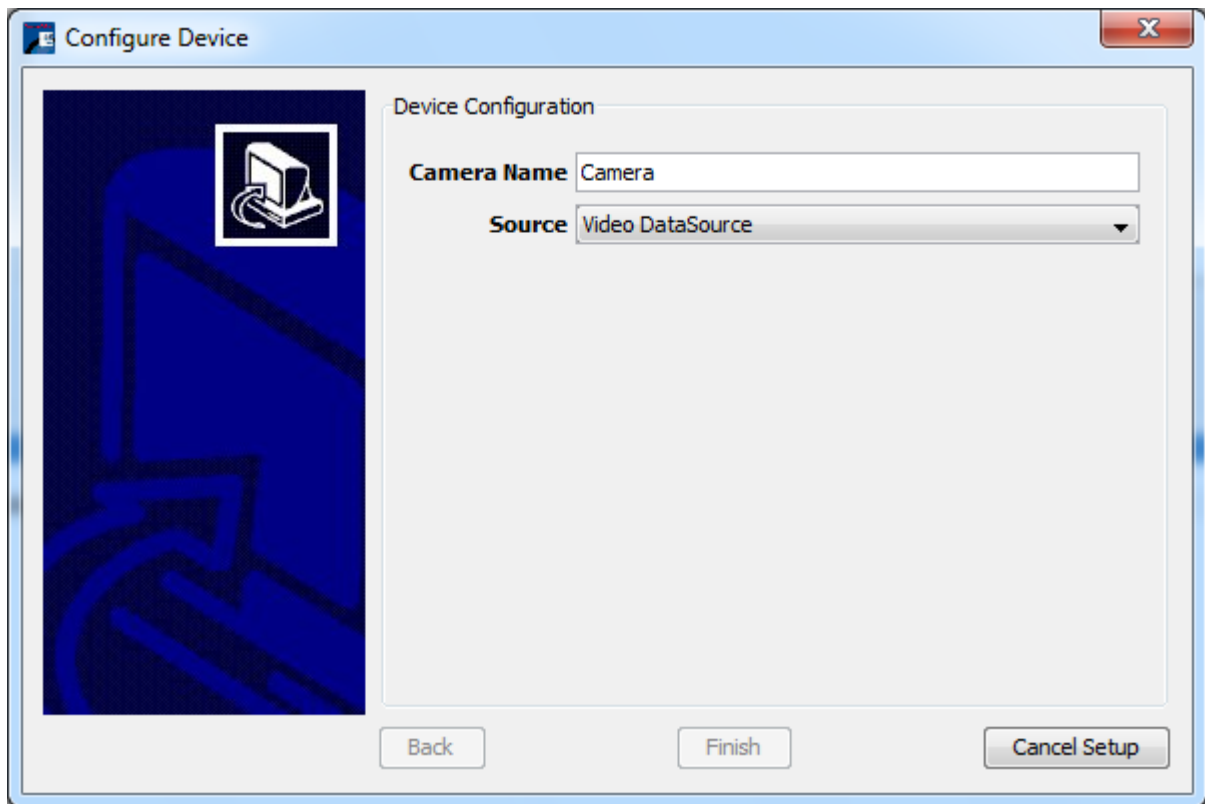 Configure Device
Device Configuration
Camera Name Camera
Source Video DataSource
Back Finish Cancel Setup